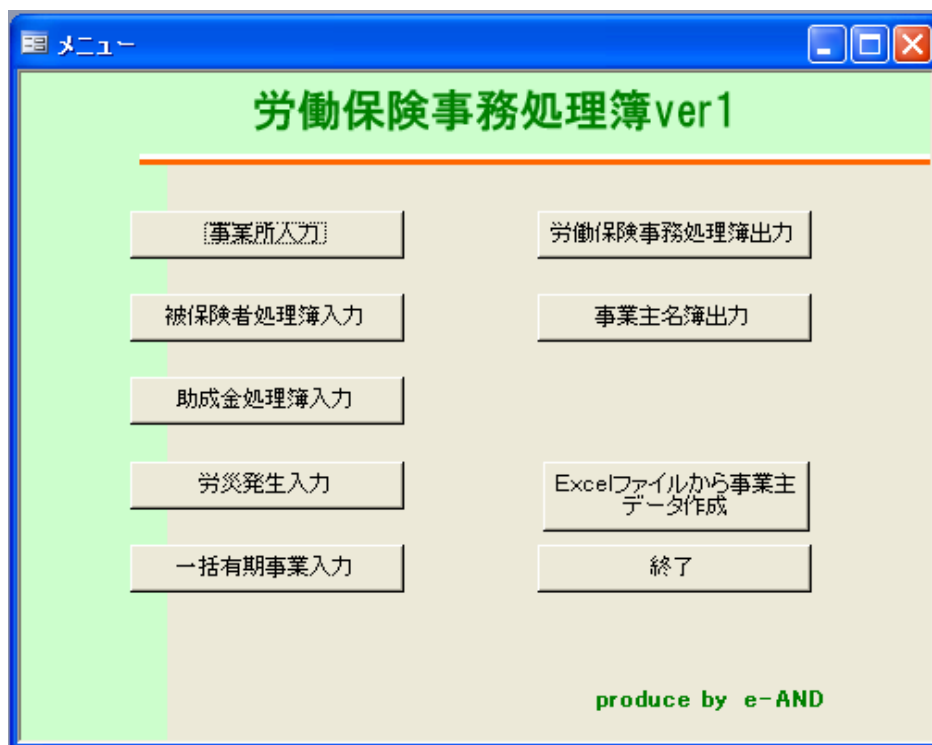 メニュー
労働保険事務処理簿ver1
事業所入力
労働保険事務処理簿出力
被保険者処理簿入力
事業主名簿出力
助成金処理簿入力
労災発生入力
Excelファイルから事業主
データ作成
一括有期事業入力
終了
produce by e-AND